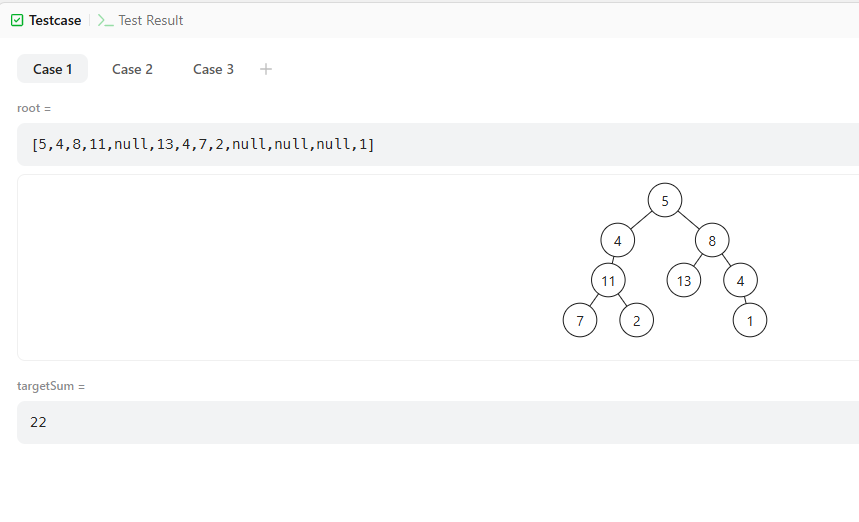 Testcase Test Result
Case 1 Case 2 Case 3
root =
[5,4,8,11,null,13,4,7,2,null,null,null,1]
5
4 8
11 13 4
7 2 1
targetSum =
22